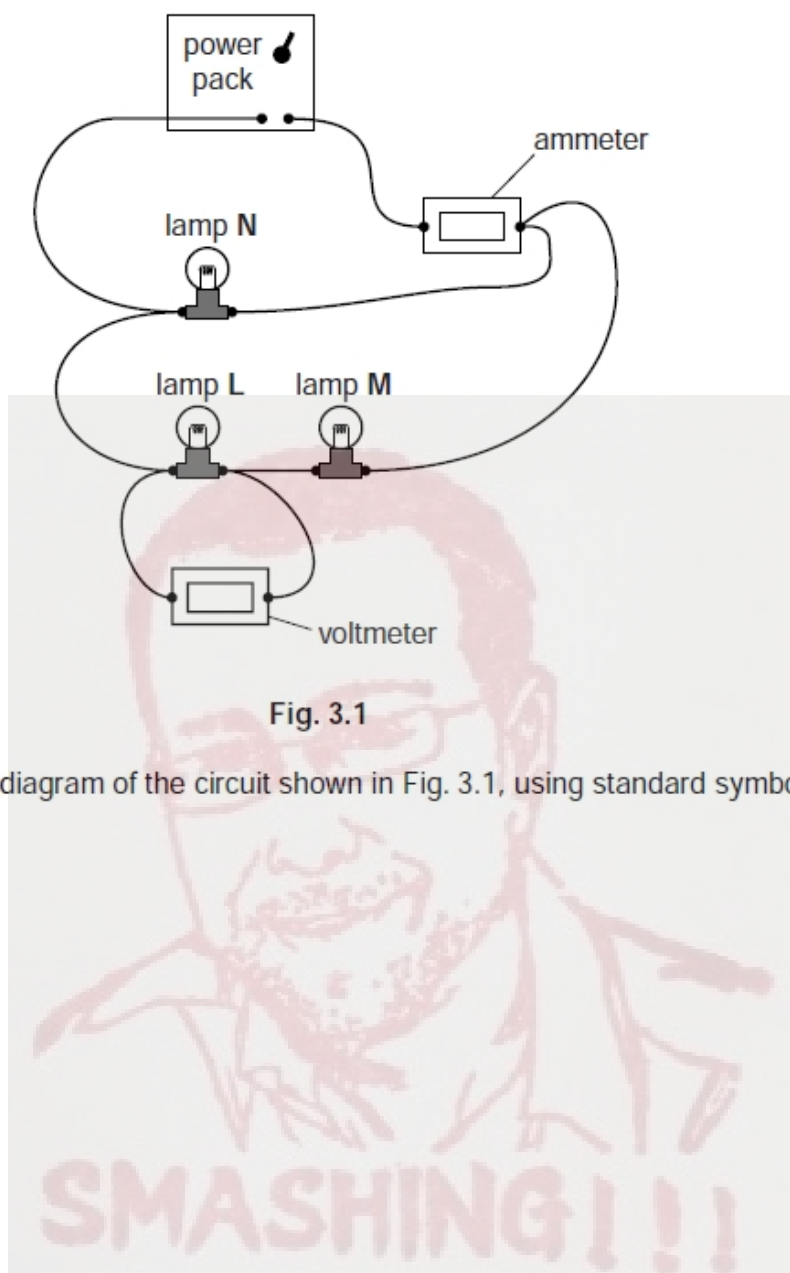 power
pack
ammeter
lamp N
lamp L lamp M
voltmeter
Fig. 3.1
diagram of the circuit shown in Fig. 3.1, using standard
SMASHING!!!